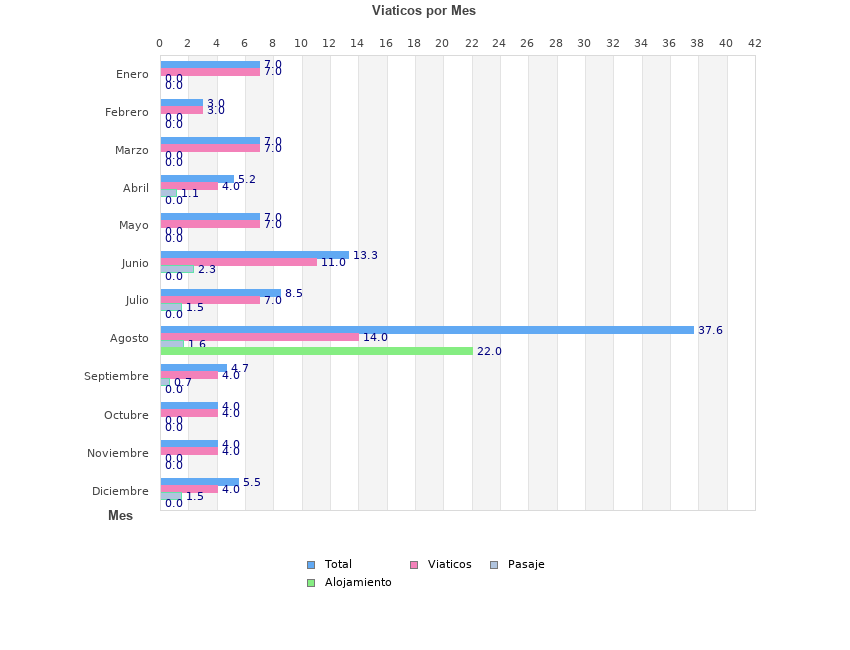 Viaticos por Mes
0 2 4 6 8 10 12 14 16 18 20 22 24 26 28 30 32 34 36 38 40 42
Enero
7.0
7.0
0.0
0.0
Febrero
3.0
3.0
0.0
0.0
Marzo
7.0
7.0
0.0
0.0
Abril
5.2
4.0
1.1
0.0
Mayo
7.0
7.0
0.0
0.0
Junio
13.3
11.0
2.3
0.0
Julio
8.5
7.0
1.5
0.0
Agosto
37.6
14.0
1.6
22.0
Septiembre
4.7
4.0
0.7
0.0
Octubre
4.0
4.0
0.0
0.0
Noviembre
4.0
4.0
0.0
0.0
Diciembre
5.5
4.0
1.5
0.0
Mes
Total Viaticos Pasaje
Alojamiento